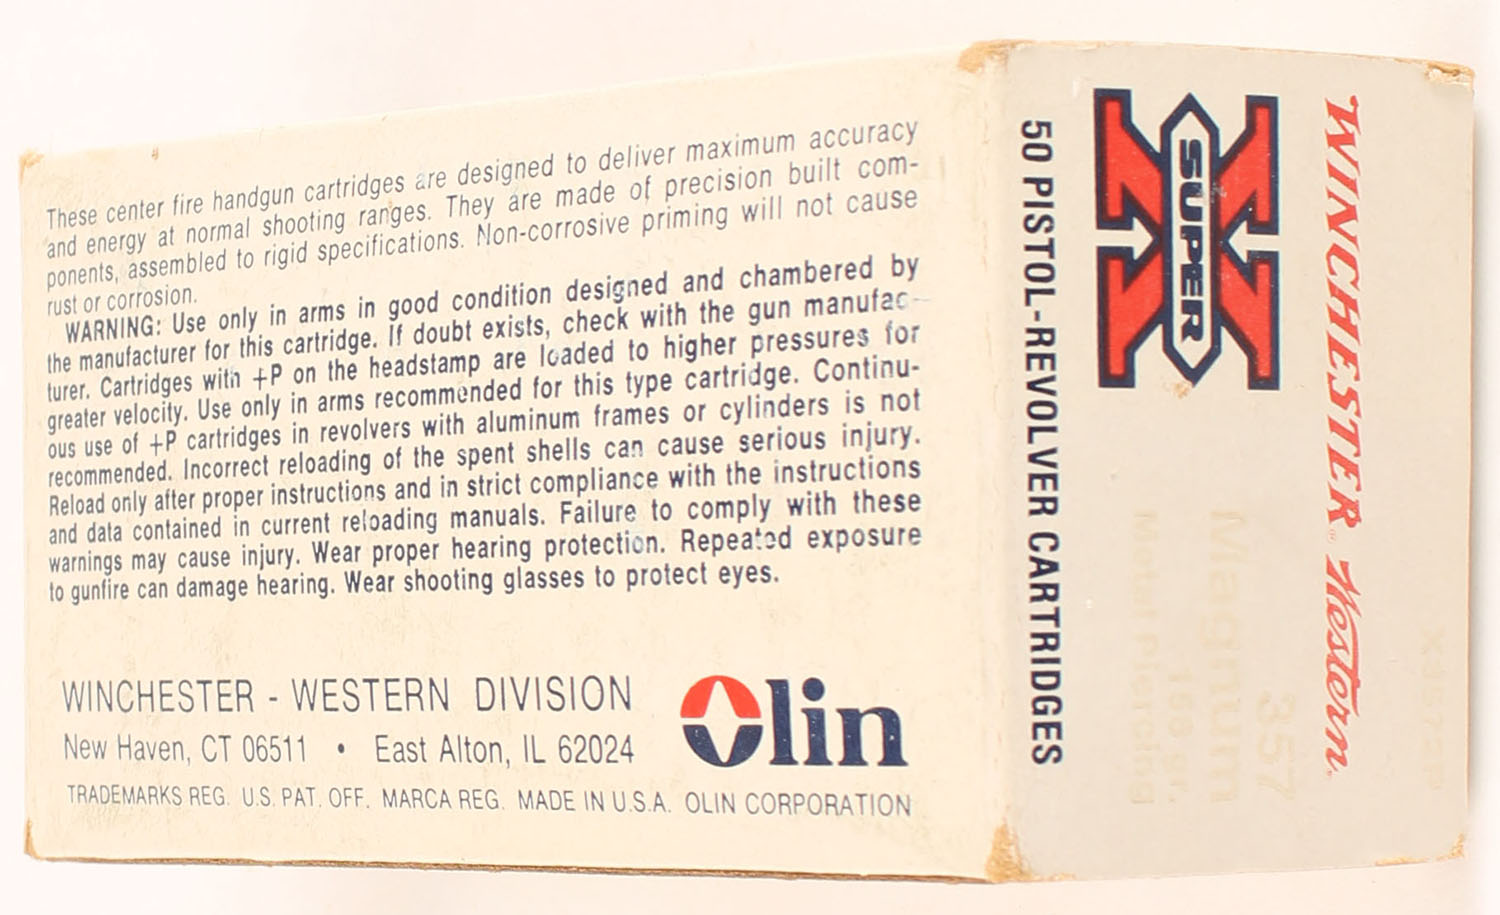 These center fire handgun cartridges are designed to deliver maximum accuracy
and energy at normal shooting ranges. They are made of precision built com-
ponents, assembled to rigid specifications. Non-corrosive priming will not cause
rust or corrosion.
WARNING: Use only in arms in good condition designed and chambered by
the manufacturer for this cartridge. If doubt exists, check with the gun manufac-
turer. Cartridges with +P on the headstamp are loaded to higher pressures for
greater velocity. Use only in arms recommended for this type cartridge. Continu-
ous use of +P cartridges in revolvers with aluminum frames or cylinders is not
recommended. Incorrect reloading of the spent shells can cause serious injury.
Reload only after proper instructions and in strict compliance with the instructions
and data contained in current reloading manuals. Failure to comply with these
warnings may cause injury. Wear proper hearing protection. Repeated exposure
to gunfire can damage hearing. Wear shooting glasses to protect eyes.
WINCHESTER - WESTERN DIVISION
New Haven, CT 06511 • East Alton, IL 62024
Olin
TRADEMARKS REG. U.S. PAT. OFF. MARCA REG. MADE IN U.S.A. OLIN CORPORATION
WINCHESTER® Western®
SUPER X
357
Magnum
158 gr.
Metal Piercing
50 PISTOL-REVOLVER CARTRIDGES